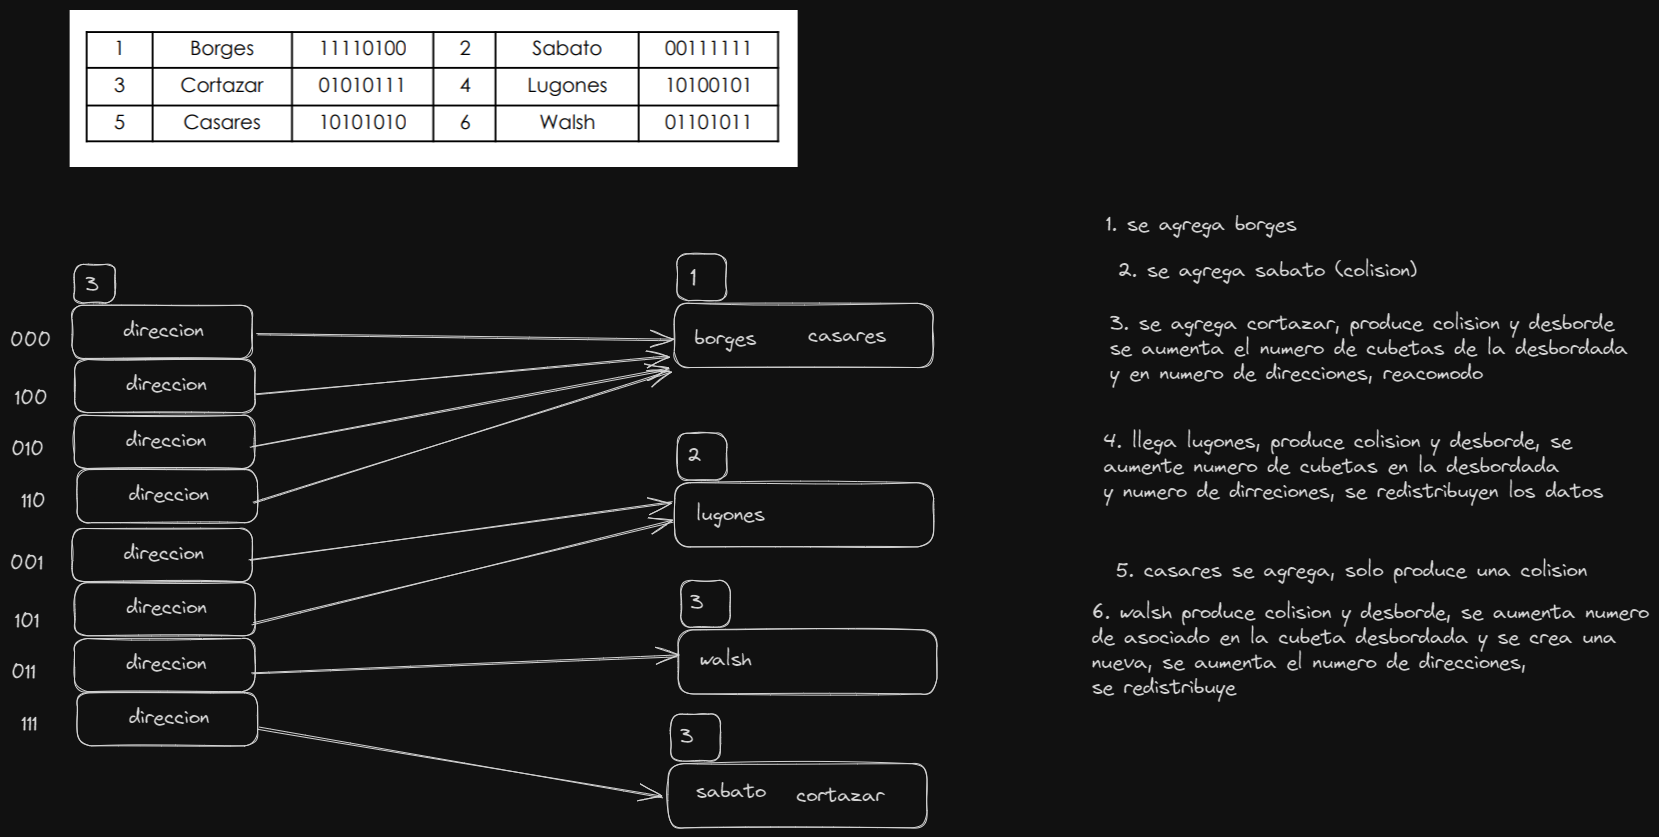 1 Borges 11110100 2 Sabato 00111111
3 Cortazar 01010111 4 Lugones 10100101
5 Casares 10101010 6 Walsh 01101011
3
000 direccion
100 direccion
010 direccion
110 direccion
001 direccion
101 direccion
011 direccion
111 direccion
1
borges casares
2
lugones
3
walsh
3
sabato cortazar
1. se agrega borges
2. se agrega sabato (colision)
3. se agrega cortazar, produce colision y desborde
se aumenta el numero de cubetas de la desbordada
y en numero de direcciones, reacomodo
4. llega lugones, produce colision y desborde, se
aumente numero de cubetas en la desbordada
y numero de dirreciones, se redistribuyen los datos
5. casares se agrega, solo produce una colision
6. walsh produce colision y desborde, se aumenta numero
de asociado en la cubeta desbordada y se crea una
nueva, se aumenta el numero de direcciones,
se redistribuye